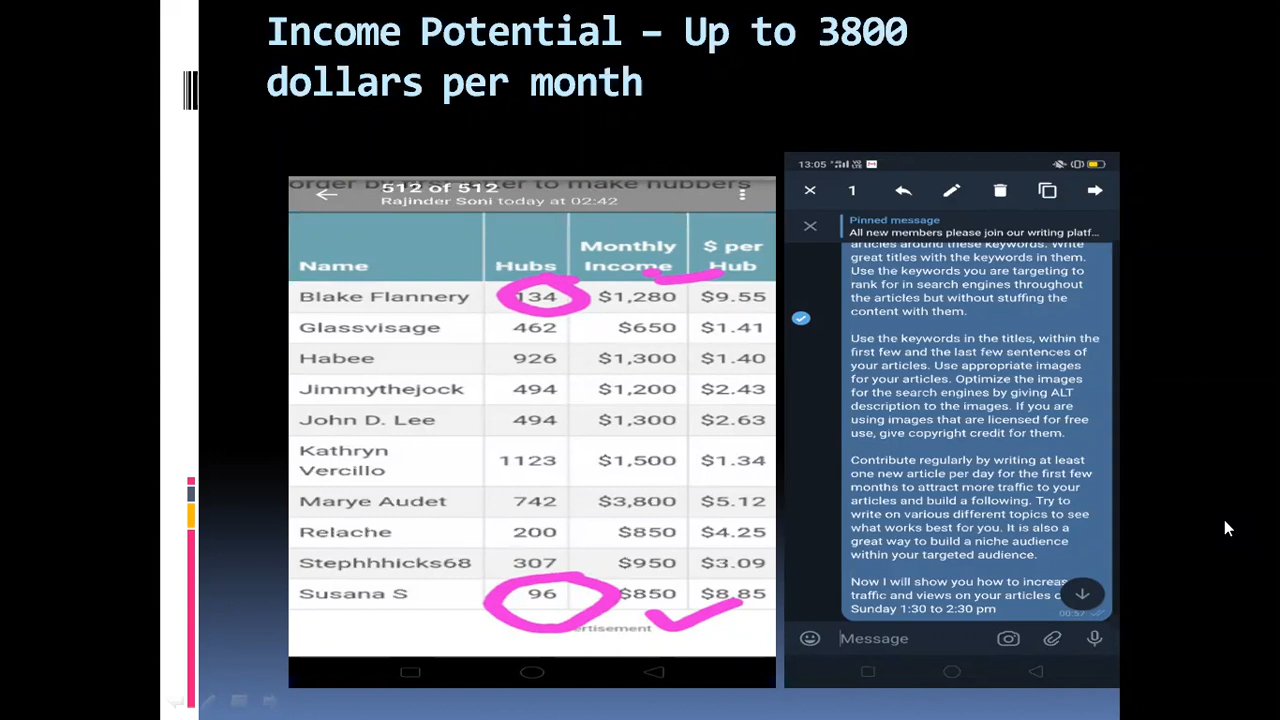 Income Potential – Up to 3800
dollars per month
order by
to make hubbers
512 of 512
Rajinder Soni today at 02:42
Name Hubs Monthly Income $ per Hub
Blake Flannery 134 $1,280 $9.55
Glassvisage 462 $650 $1.41
Habee 926 $1,300 $1.40
Jimmythejock 494 $1,200 $2.43
John D. Lee 494 $1,300 $2.63
Kathryn Vercillo 1123 $1,500 $1.34
Marye Audet 742 $3,800 $5.12
Relache 200 $850 $4.25
Stephhhicks68 307 $950 $3.09
Susana S 96 $850 $8.85
ertisement
13:05
1
Pinned message
All new members please join our writing platf...
articles around these keywords. Write
great titles with the keywords in them.
Use the keywords you are targeting to
rank for in search engines throughout
the articles but without stuffing the
content with them.
Use the keywords in the titles, within the
first few and the last few sentences of
your articles. Use appropriate images
for your articles. Optimize the images
for the search engines by giving ALT
description to the images. If you are
using images that are licensed for free
use, give copyright credit for them.
Contribute regularly by writing at least
one new article per day for the first few
months to attract more traffic to your
articles and build a following. Try to
write on various different topics to see
what works best for you. It is also a
great way to build a niche audience
within your targeted audience.
Now I will show you how to increas
traffic and views on your articles
Sunday 1:30 to 2:30 pm
00:57
Message